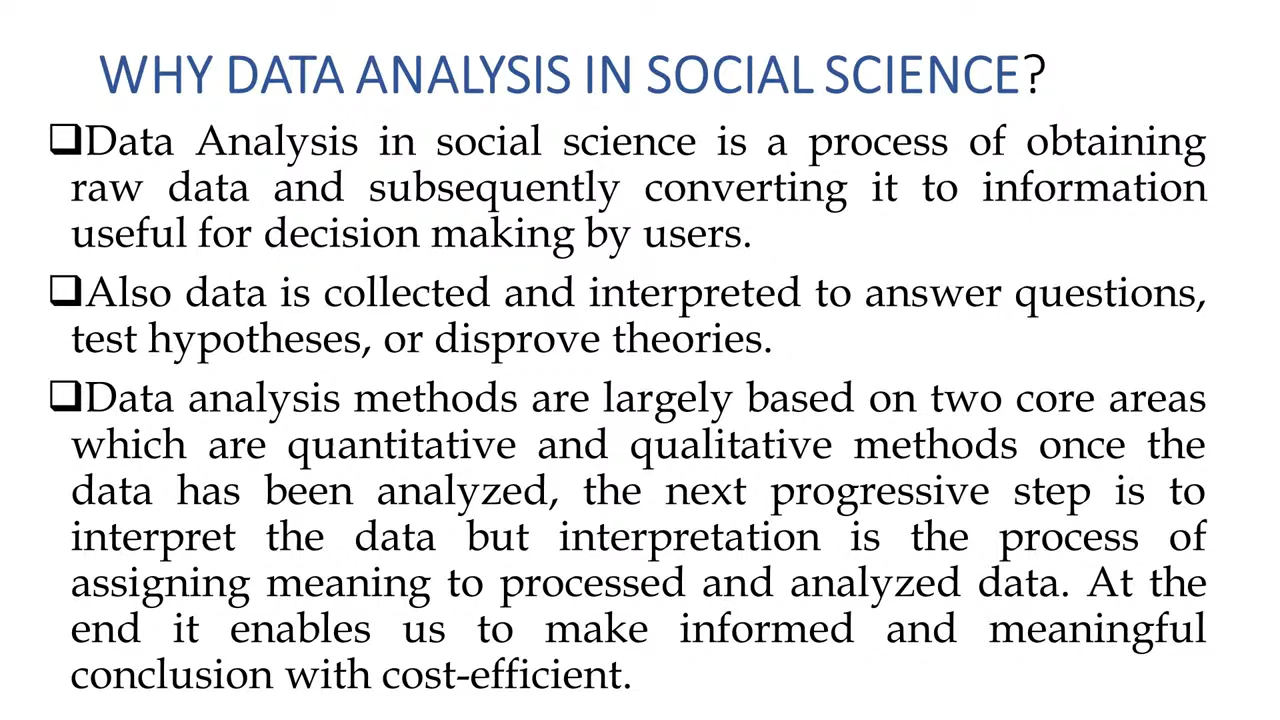 WHY DATA ANALYSIS IN SOCIAL SCIENCE?
❑Data Analysis in social science is a process of obtaining
raw data and subsequently converting it to information
useful for decision making by users.
❑Also data is collected and interpreted to answer questions,
test hypotheses, or disprove theories.
❑Data analysis methods are largely based on two core areas
which are quantitative and qualitative methods once the
data has been analyzed, the next progressive step is to
interpret the data but interpretation is the process of
assigning meaning to processed and analyzed data. At the
end it enables us to make informed and meaningful
conclusion with cost-efficient.